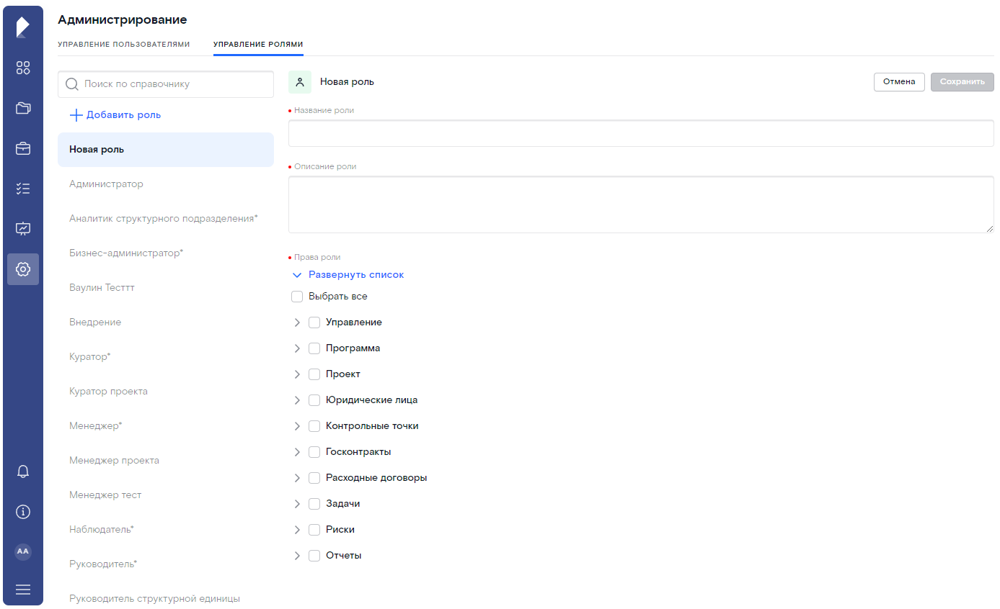 Администрирование
УПРАВЛЕНИЕ ПОЛЬЗОВАТЕЛЯМИ
УПРАВЛЕНИЕ РОЛЯМИ
Поиск по справочнику
Добавить роль
Новая роль
Администратор
Аналитик структурного подразделения*
Бизнес-администратор*
Ваулин Тесттт
Внедрение
Куратор*
Куратор проекта
Менеджер*
Менеджер проекта
Менеджер тест
Наблюдатель*
Руководитель*
Руководитель структурной единицы
Новая роль
Отмена
Сохранить
Название роли
Описание роли
Права роли
Развернуть список
Выбрать все
Управление
Программа
Проект
Юридические лица
Контрольные точки
Госконтракты
Расходные договоры
Задачи
Риски
Отчеты
АА